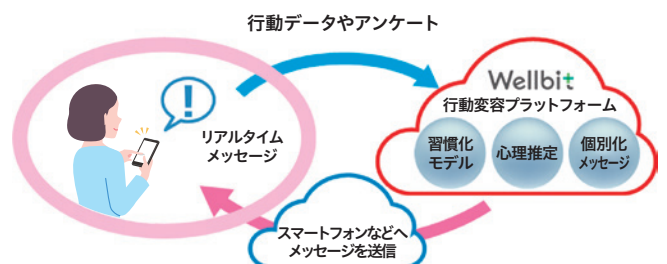 行動データやアンケート
リアルタイム
メッセージ
Wellbit
行動変容プラットフォーム
習慣化
モデル
心理推定
個別化
メッセージ
スマートフォンなどへ
メッセージを送信